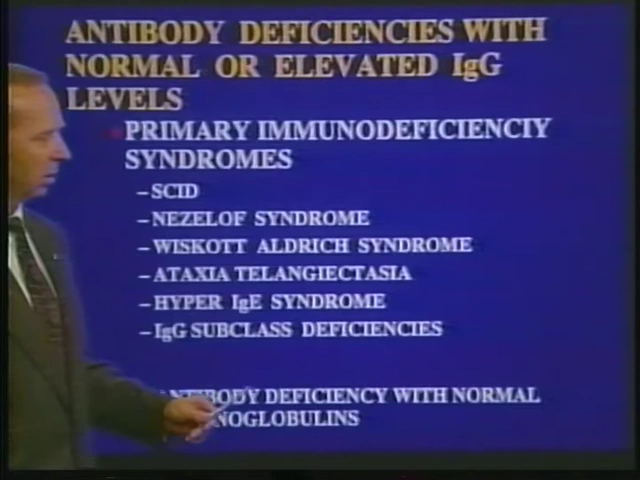 ANTIBODY DEFICIENCIES WITH
NORMAL OR ELEVATED IgG
LEVELS
PRIMARY IMMUNODEFICIENCIY
SYNDROMES
–SCID
–NEZELOF SYNDROME
–WISKOTT ALDRICH SYNDROME
–ATAXIA TELANGIECTASIA
–HYPER IgE SYNDROME
–IgG SUBCLASS DEFICIENCIES
DEFICIENCY WITH NORMAL